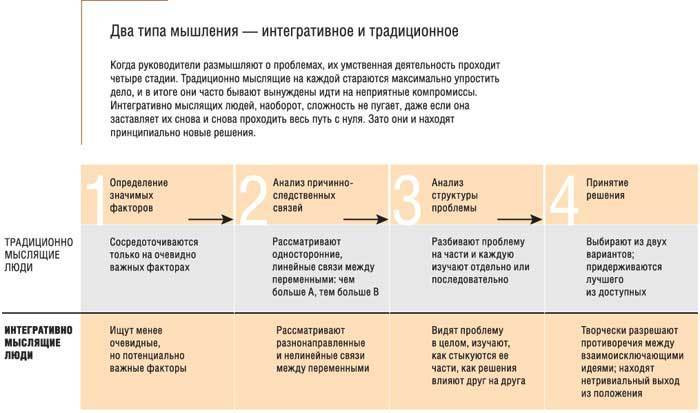 Два типа мышления — интегративное и традиционное
Когда руководители размышляют о проблемах, их умственная деятельность проходит
четыре стадии. Традиционно мыслящие на каждой стараются максимально упростить
дело, и в итоге они часто бывают вынуждены идти на неприятные компромиссы.
Интегративно мыслящих людей, наоборот, сложность не пугает, даже если она
заставляет их снова и снова проходить весь путь с нуля. Зато они и находят
принципиально новые решения.
1
Определение
значимых
факторов
2
Анализ причинно-
следственных
связей
3
Анализ
структуры
проблемы
4
Принятие
решения
ТРАДИЦИОННО
МЫСЛЯЩИЕ
ЛЮДИ
Сосредоточиваются
только на очевидно
важных факторах
Рассматривают
односторонние,
линейные связи между
переменными: чем
больше А, тем больше В
Разбивают проблему
на части и каждую
изучают отдельно или
последовательно
Выбирают из двух
вариантов;
придерживаются
лучшего
из доступных
ИНТЕГРАТИВНО
МЫСЛЯЩИЕ
ЛЮДИ
Ищут менее
очевидные,
но потенциально
важные факторы
Рассматривают
разнонаправленные
и нелинейные связи
между переменными
Видят проблему
в целом, изучают,
как стыкуются ее
части, как решения
влияют друг на друга
Творчески разрешают
противоречия между
взаимоисключающими
идеями; находят
нетривиальный выход
из положения